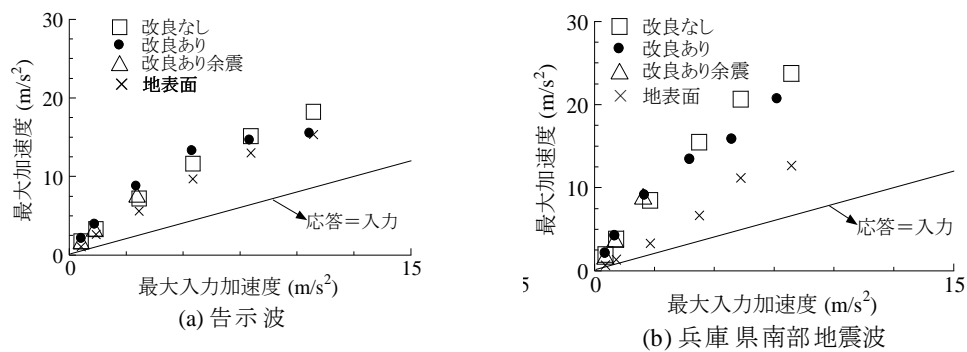 30
20
10
0
0
15
最大加速度 (m/s²)
□ 改良なし
● 改良あり
△ 改良あり余震
× 地表面
応答＝入力
最大入力加速度 (m/s²)
(a) 告示波
30
20
10
0
5
0
15
最大加速度 (m/s²)
□ 改良なし
● 改良あり
△ 改良あり余震
× 地表面
応答＝入力
最大入力加速度 (m/s²)
(b) 兵庫県南部地震波